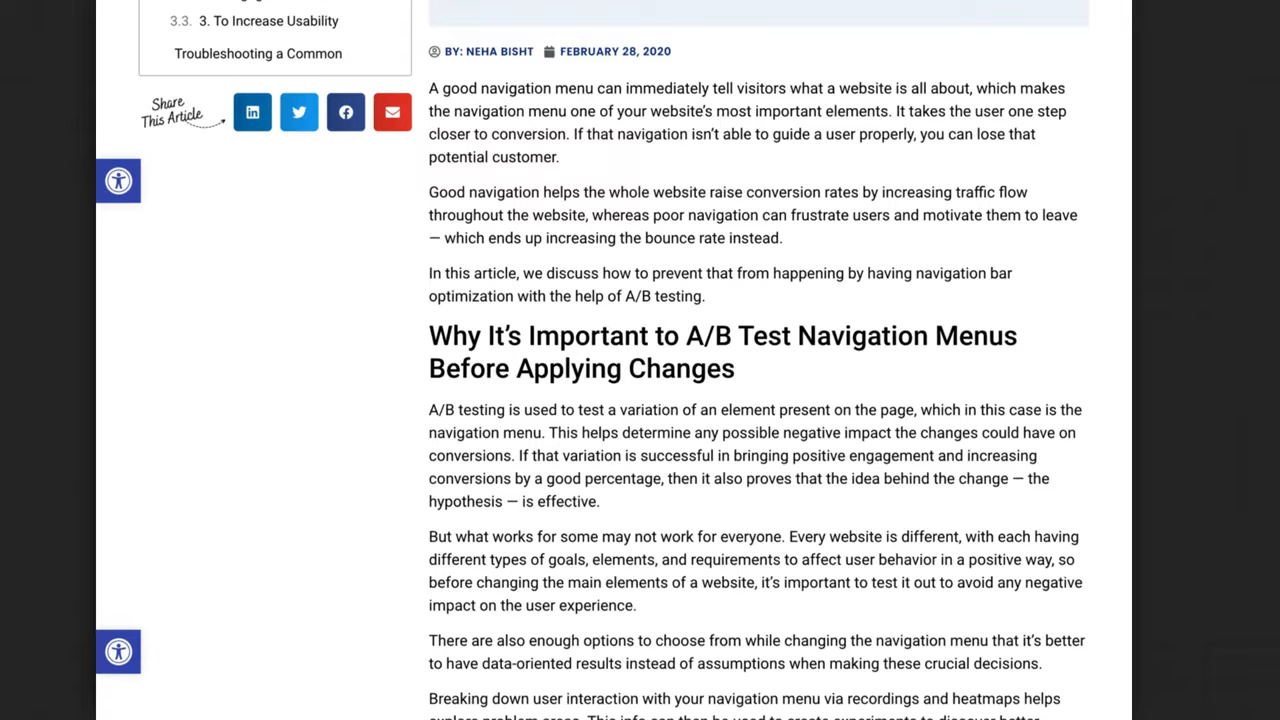 3.3. 3. To Increase Usability
Troubleshooting a Common
Share
This Article
BY: NEHA BISHT FEBRUARY 28, 2020
A good navigation menu can immediately tell visitors what a website is all about, which makes
the navigation menu one of your website’s most important elements. It takes the user one step
closer to conversion. If that navigation isn’t able to guide a user properly, you can lose that
potential customer.
Good navigation helps the whole website raise conversion rates by increasing traffic flow
throughout the website, whereas poor navigation can frustrate users and motivate them to leave
— which ends up increasing the bounce rate instead.
In this article, we discuss how to prevent that from happening by having navigation bar
optimization with the help of A/B testing.
Why It’s Important to A/B Test Navigation Menus
Before Applying Changes
A/B testing is used to test a variation of an element present on the page, which in this case is the
navigation menu. This helps determine any possible negative impact the changes could have on
conversions. If that variation is successful in bringing positive engagement and increasing
conversions by a good percentage, then it also proves that the idea behind the change — the
hypothesis — is effective.
But what works for some may not work for everyone. Every website is different, with each having
different types of goals, elements, and requirements to affect user behavior in a positive way, so
before changing the main elements of a website, it’s important to test it out to avoid any negative
impact on the user experience.
There are also enough options to choose from while changing the navigation menu that it’s better
to have data-oriented results instead of assumptions when making these crucial decisions.
Breaking down user interaction with your navigation menu via recordings and heatmaps helps